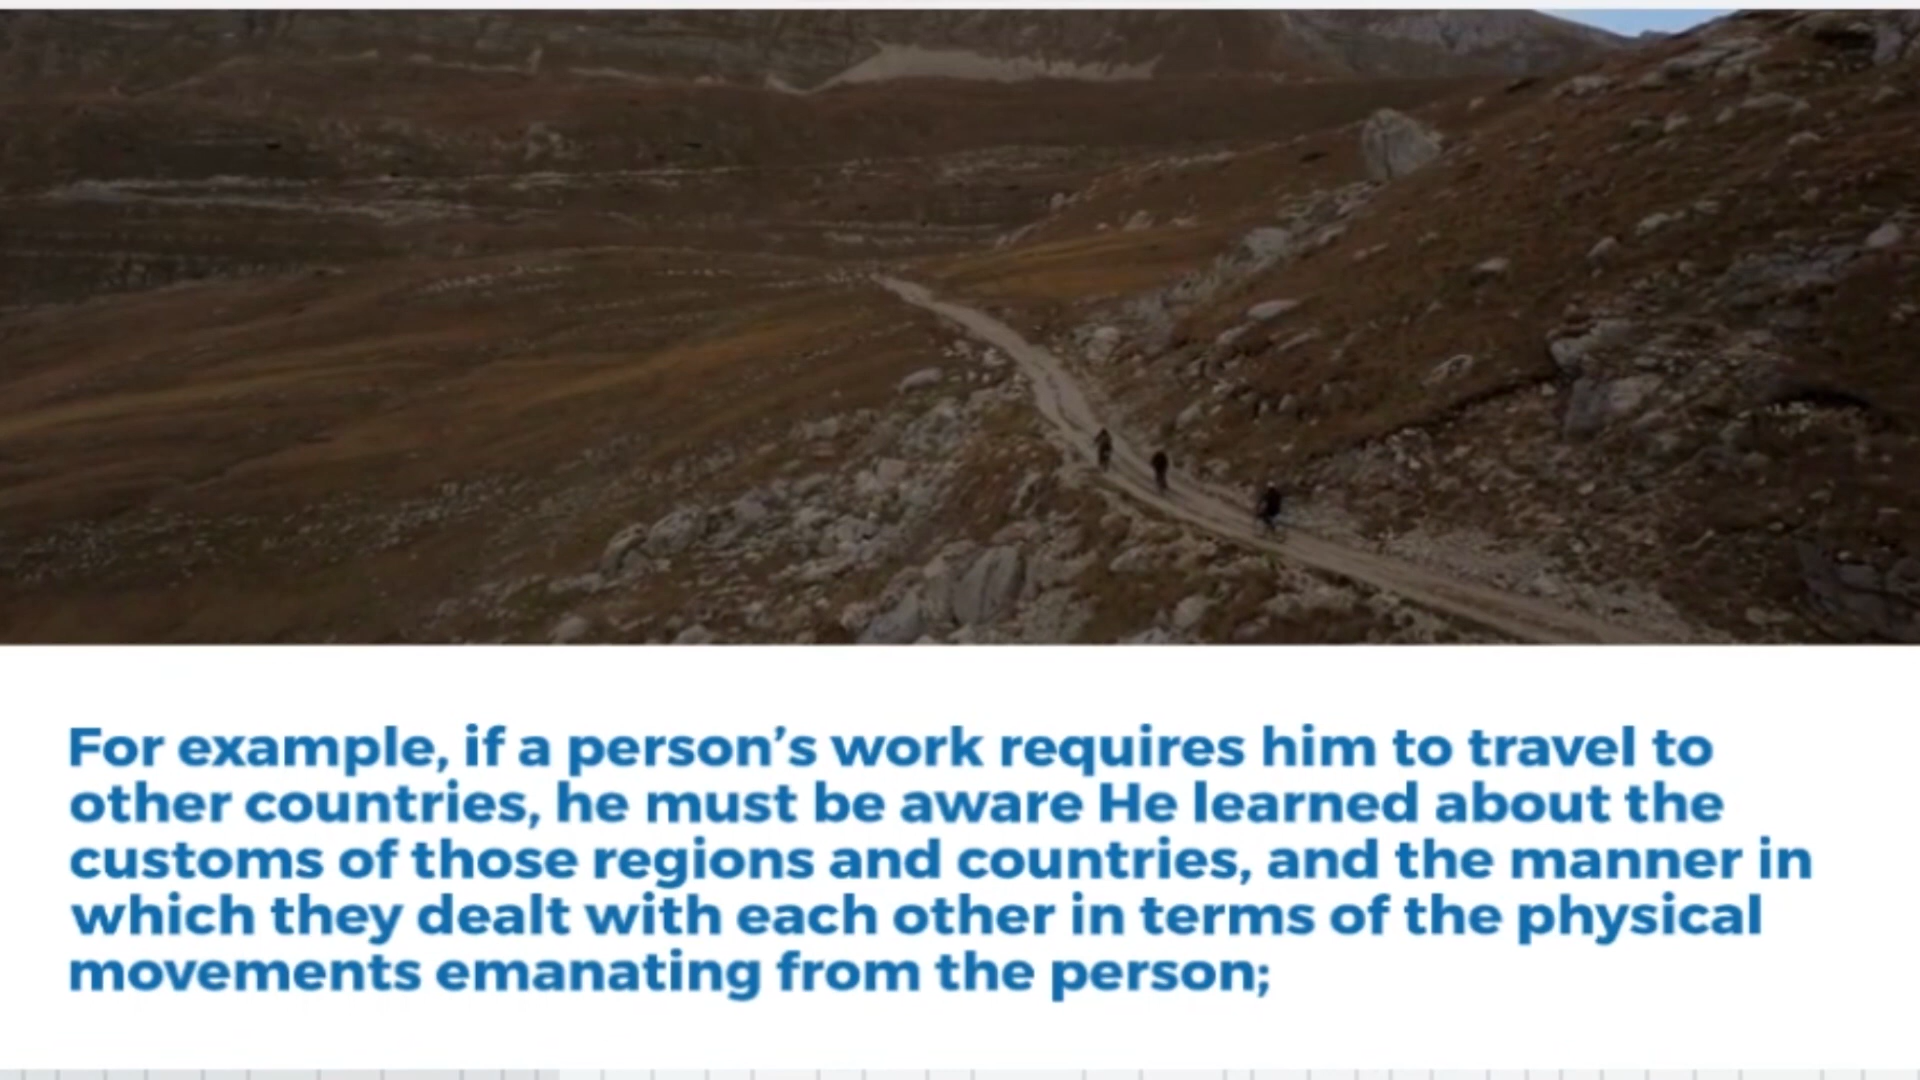 For example, if a person’s work requires him to travel to
other countries, he must be aware He learned about the
customs of those regions and countries, and the manner in
which they dealt with each other in terms of the physical
movements emanating from the person;